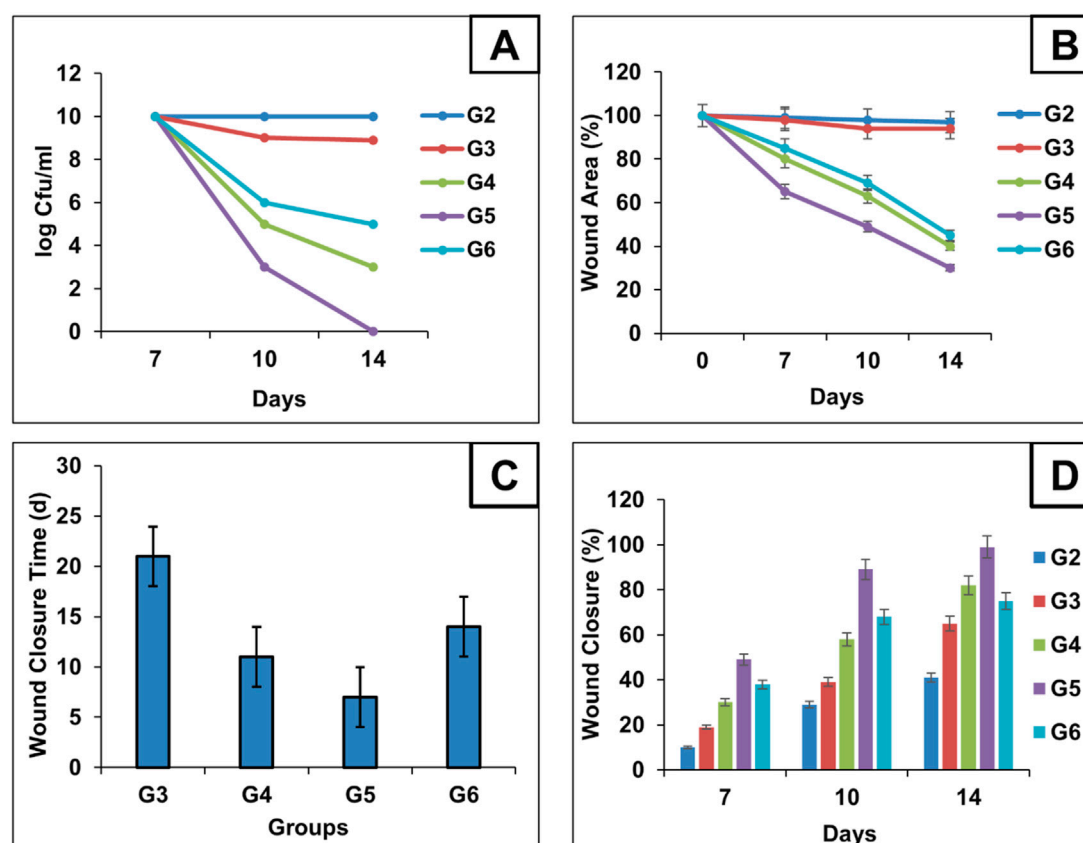 A
log Cfu/ml
12
10
8
6
4
2
0
7 10 14
Days
G2
G3
G4
G5
G6
B
Wound Area (%)
120
100
80
60
40
20
0
0 7 10 14
Days
G2
G3
G4
G5
G6
C
Wound Closure Time (d)
30
25
20
15
10
5
0
G3 G4 G5 G6
Groups
D
Wound Closure (%)
120
100
80
60
40
20
0
7 10 14
Days
G2
G3
G4
G5
G6